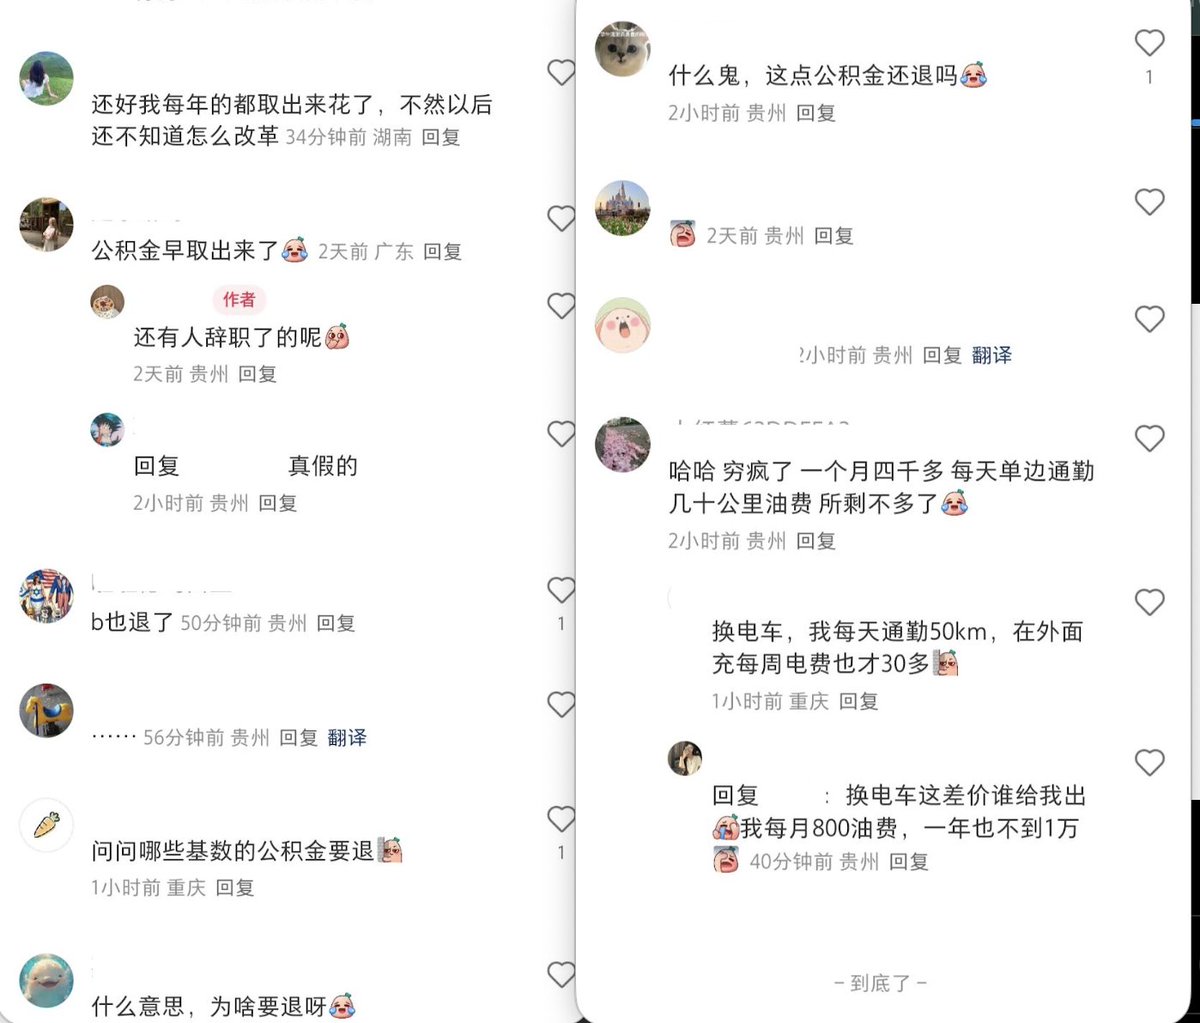 还好我每年的都取出来花了，不然以后
还不知道怎么改革 34分钟前 湖南 回复
公积金早取出来了 2天前 广东 回复
作者
还有人辞职了的呢
2天前 贵州 回复
回复 真假的
2小时前 贵州 回复
b也退了 50分钟前 贵州 回复
1
…… 56分钟前 贵州 回复 翻译
问问哪些基数的公积金要退
1
1小时前 重庆 回复
什么意思，为啥要退呀
什么鬼，这点公积金还退吗
1
2小时前 贵州 回复
2天前 贵州 回复
2小时前 贵州 回复 翻译
哈哈 穷疯了 一个月四千多 每天单边通勤
几十公里油费 所剩不多了
2小时前 贵州 回复
换电车，我每天通勤50km，在外面
充每周电费也才30多
1小时前 重庆 回复
回复 ：换电车这差价谁给我出
我每月800油费，一年也不到1万
40分钟前 贵州 回复
- 到底了 -